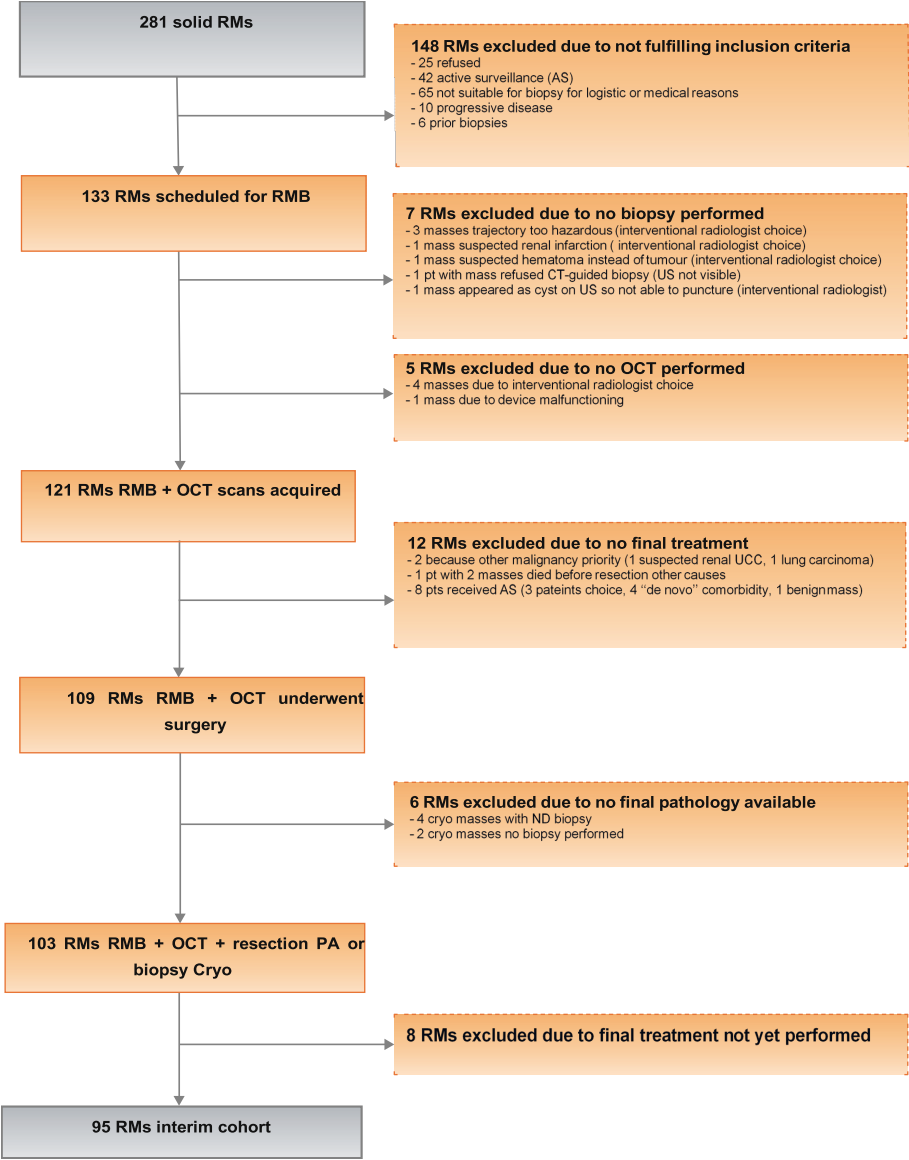 281 solid RMs
148 RMs excluded due to not fulfilling inclusion criteria
- 25 refused
- 42 active surveillance (AS)
- 65 not suitable for biopsy for logistic or medical reasons
- 10 progressive disease
- 6 prior biopsies
133 RMs scheduled for RMB
7 RMs excluded due to no biopsy performed
- 3 masses trajectory too hazardous (interventional radiologist choice)
- 1 mass suspected renal infarction ( interventional radiologist choice)
- 1 mass suspected hematoma instead of tumour (interventional radiologist choice)
- 1 pt with mass refused CT-guided biopsy (US not visible)
- 1 mass appeared as cyst on US so not able to puncture (interventional radiologist)
5 RMs excluded due to no OCT performed
- 4 masses due to interventional radiologist choice
- 1 mass due to device malfunctioning
121 RMs RMB + OCT scans acquired
12 RMs excluded due to no final treatment
- 2 because other malignancy priority (1 suspected renal UCC, 1 lung carcinoma)
- 1 pt with 2 masses died before resection other causes
- 8 pts received AS (3 pateints choice, 4 “de novo” comorbidity, 1 benign mass)
109 RMs RMB + OCT underwent
surgery
6 RMs excluded due to no final pathology available
- 4 cryo masses with ND biopsy
- 2 cryo masses no biopsy performed
103 RMs RMB + OCT + resection PA or
biopsy Cryo
8 RMs excluded due to final treatment not yet performed
95 RMs interim cohort